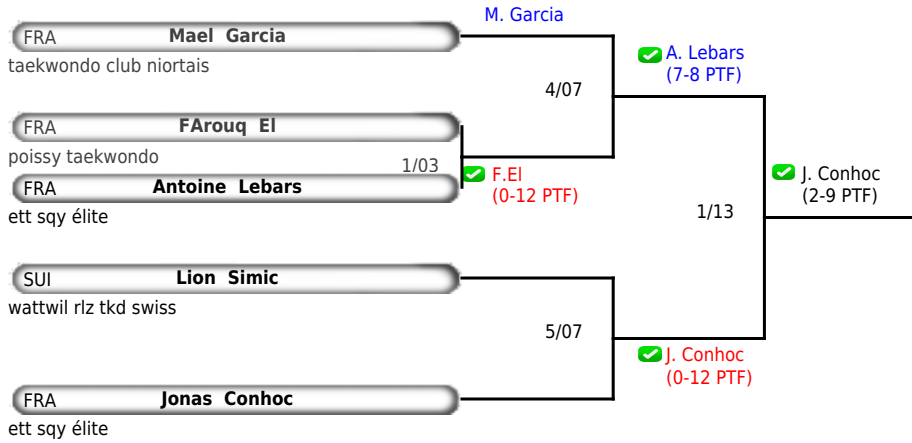 M. Garcia
FRA Mael Garcia
taekwondo club niortais
A. Lebars
(7-8 PTF)
4/07
FRA FArouq El
poissy taekwondo
1/03
F.El
(0-12 PTF)
FRA Antoine Lebars
ett sqy élite
J. Conhoc
(2-9 PTF)
1/13
SUI Lion Simic
wattwil rlz tkd swiss
5/07
J. Conhoc
(0-12 PTF)
FRA Jonas Conhoc
ett sqy élite